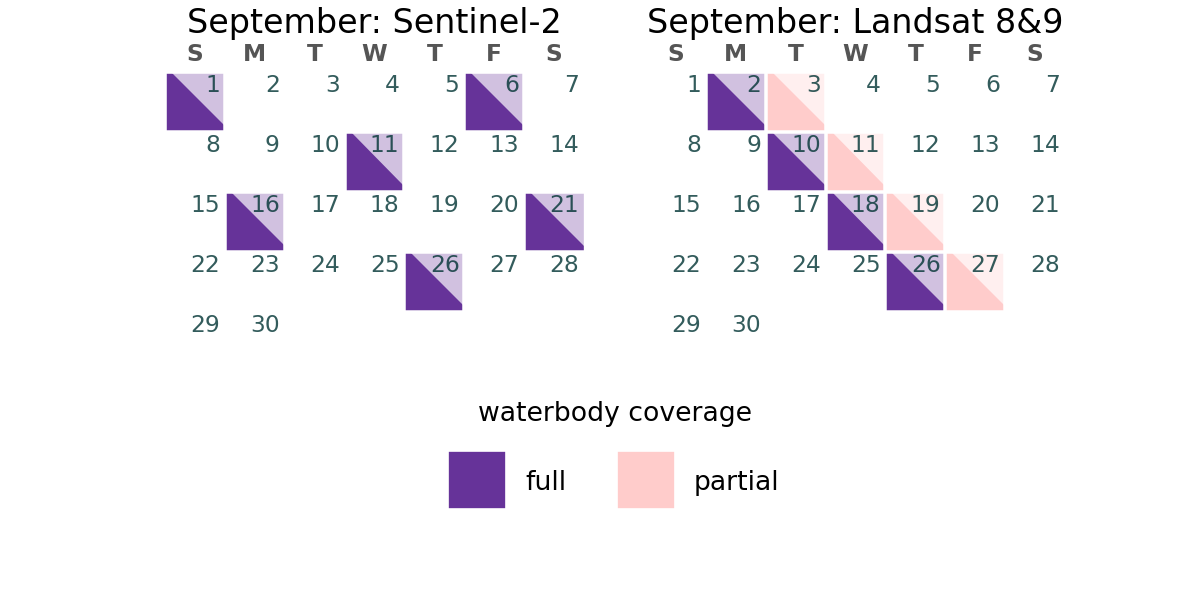 September: Sentinel-2
S M T W T F S
1 2 3 4 5 6 7
8 9 10 11 12 13 14
15 16 17 18 19 20 21
22 23 24 25 26 27 28
29 30
September: Landsat 8&9
S M T W T F S
1 2 3 4 5 6 7
8 9 10 11 12 13 14
15 16 17 18 19 20 21
22 23 24 25 26 27 28
29 30
waterbody coverage
full partial